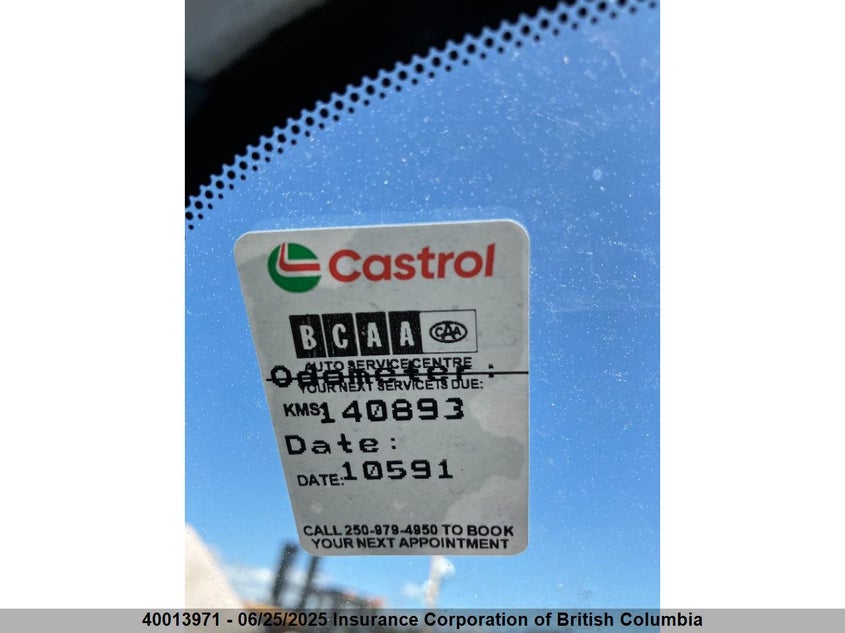 Castrol
BCAA CAA
AUTO SERVICE CENTRE
Odometer:
YOUR NEXT SERVICE IS DUE:
KMS 140893
Date:
DATE: 10591
CALL 250-979-4950 TO BOOK
YOUR NEXT APPOINTMENT
40013971 - 06/25/2025 Insurance Corporation of British Columbia